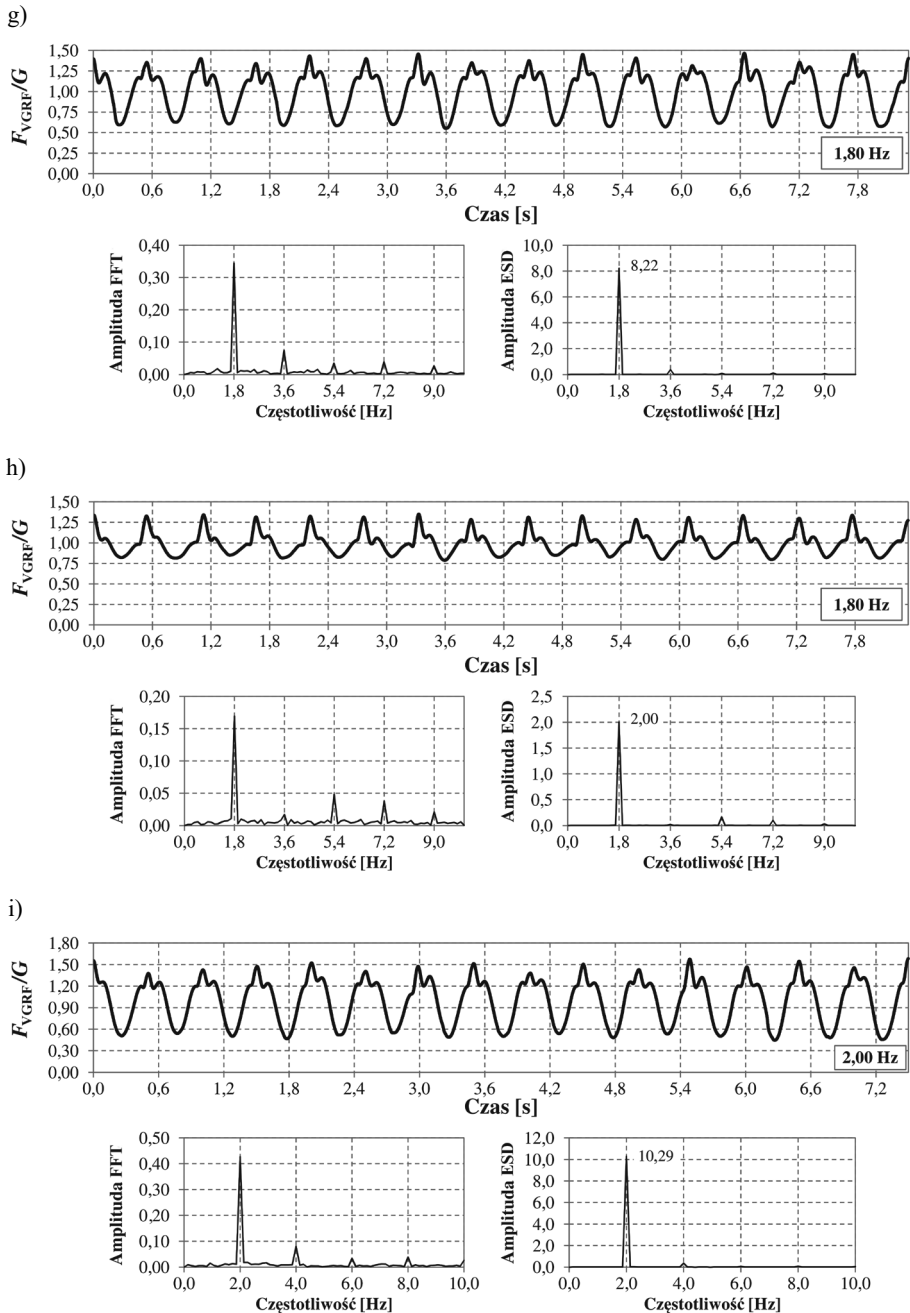 g)
F_VGRF/G
1,50
1,25
1,00
0,75
0,50
0,25
0,00
1,80 Hz
0,0 0,6 1,2 1,8 2,4 3,0 3,6 4,2 4,8 5,4 6,0 6,6 7,2 7,8
Czas [s]
Amplituda FFT
0,40
0,30
0,20
0,10
0,00
0,0 1,8 3,6 5,4 7,2 9,0
Częstotliwość [Hz]
Amplituda ESD
10,0
8,0
6,0
4,0
2,0
0,0
8,22
0,0 1,8 3,6 5,4 7,2 9,0
Częstotliwość [Hz]
h)
F_VGRF/G
1,50
1,25
1,00
0,75
0,50
0,25
0,00
1,80 Hz
0,0 0,6 1,2 1,8 2,4 3,0 3,6 4,2 4,8 5,4 6,0 6,6 7,2 7,8
Czas [s]
Amplituda FFT
0,20
0,15
0,10
0,05
0,00
0,0 1,8 3,6 5,4 7,2 9,0
Częstotliwość [Hz]
Amplituda ESD
2,5
2,0
1,5
1,0
0,5
0,0
2,00
0,0 1,8 3,6 5,4 7,2 9,0
Częstotliwość [Hz]
i)
F_VGRF/G
1,80
1,50
1,20
0,90
0,60
0,30
0,00
2,00 Hz
0,0 0,6 1,2 1,8 2,4 3,0 3,6 4,2 4,8 5,4 6,0 6,6 7,2
Czas [s]
Amplituda FFT
0,50
0,40
0,30
0,20
0,10
0,00
0,0 2,0 4,0 6,0 8,0 10,0
Częstotliwość [Hz]
Amplituda ESD
12,0
10,0
8,0
6,0
4,0
2,0
0,0
10,29
0,0 2,0 4,0 6,0 8,0 10,0
Częstotliwość [Hz]